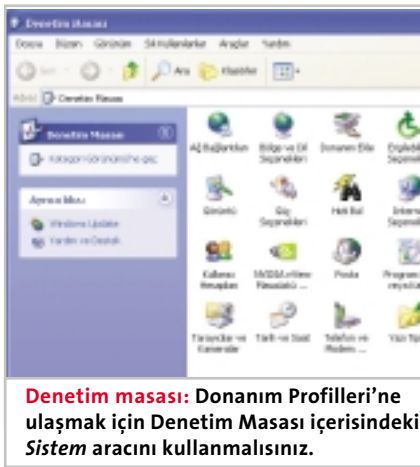 Denetim Masası
Dosya Düzen Görünüm Sık Kullanılanlar Araçlar Yardım
Ara Klasörler
Adres Denetim Masası
Denetim Masası
Kategori Görünümü'ne geç
Ayrıca bkz.
Windows Update
Yardım ve Destek
Ağ Bağlantıları Bölge ve Dil Seçenekleri Donanım Ekle
Görüntü Güç Seçenekleri Hızlı Bul
Kullanıcı Hesapları Posta
Tarayıcılar ve Kameralar Tarih ve Saat Telefon ve Modem ...
Denetim masası: Donanım Profilleri’ne
ulaşmak için Denetim Masası içerisindeki
Sistem aracını kullanmalısınız.